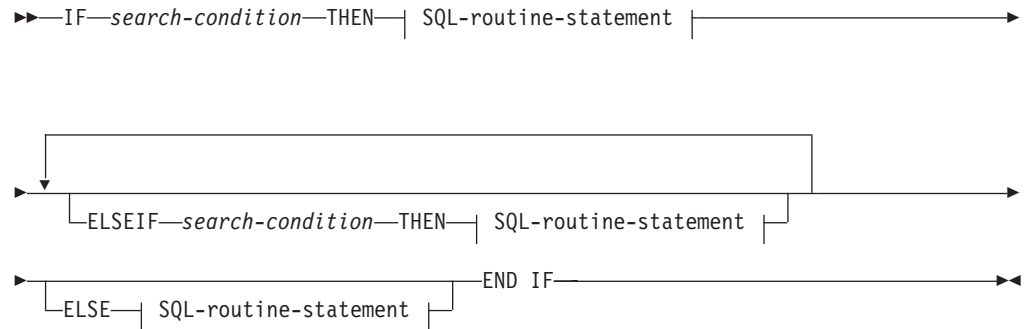 IF search-condition THEN SQL-routine-statement
ELSEIF search-condition THEN SQL-routine-statement
END IF
ELSE SQL-routine-statement